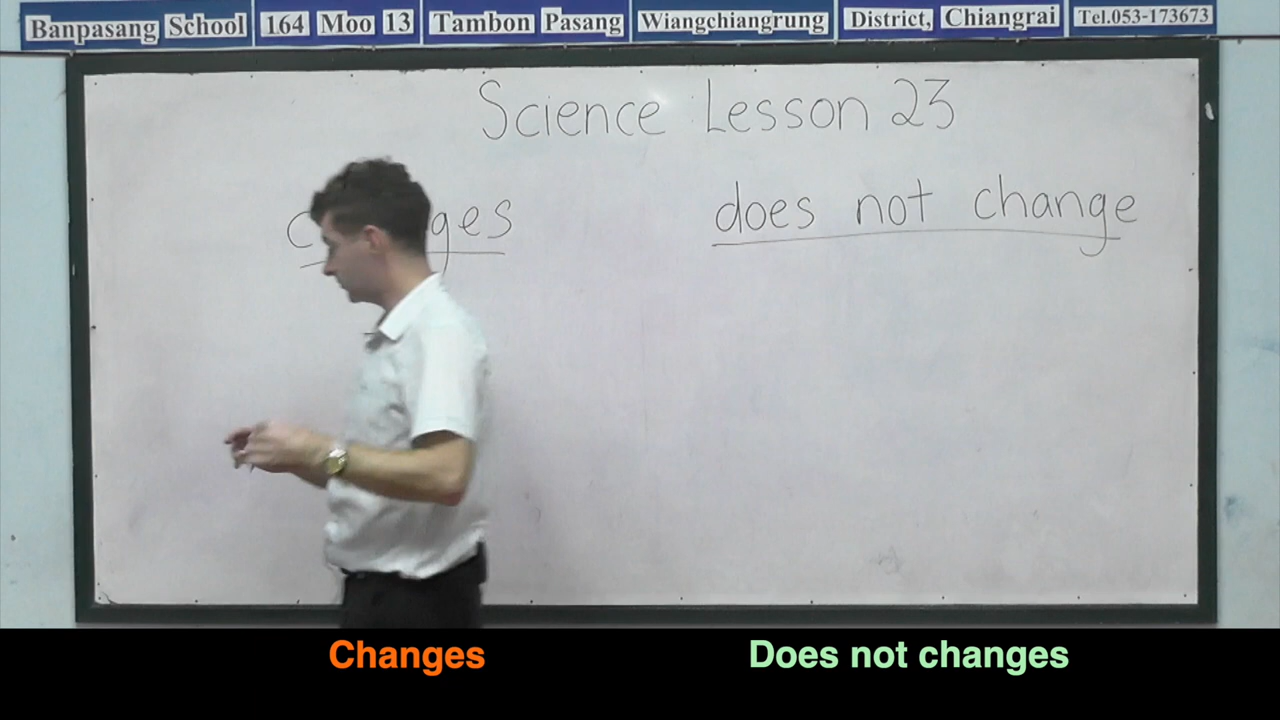 Banpasang School 164 Moo 13 Tambon Pasang Wiangchiangrung District, Chiangrai Tel.053-173673
Science Lesson 23
does not change
Changes Does not changes